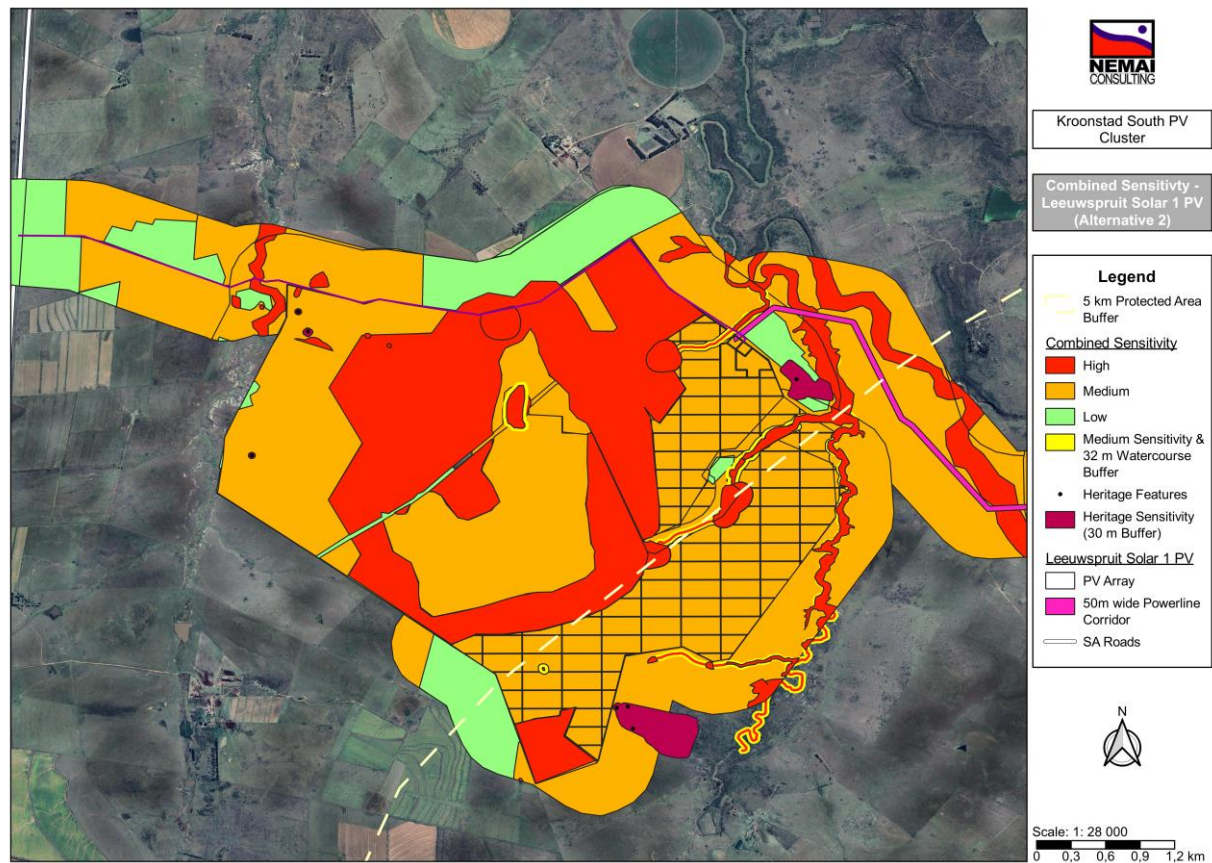 NEMAI
CONSULTING
Kroonstad South PV
Cluster
Combined Sensitivty -
Leeuwspruit Solar 1 PV
(Alternative 2)
Legend
5 km Protected Area
Buffer
Combined Sensitivity
High
Medium
Low
Medium Sensitivity &
32 m Watercourse
Buffer
Heritage Features
Heritage Sensitivity
(30 m Buffer)
Leeuwspruit Solar 1 PV
PV Array
50m wide Powerline
Corridor
SA Roads
N
Scale: 1: 28 000
0 0,3 0,6 0,9 1,2 km